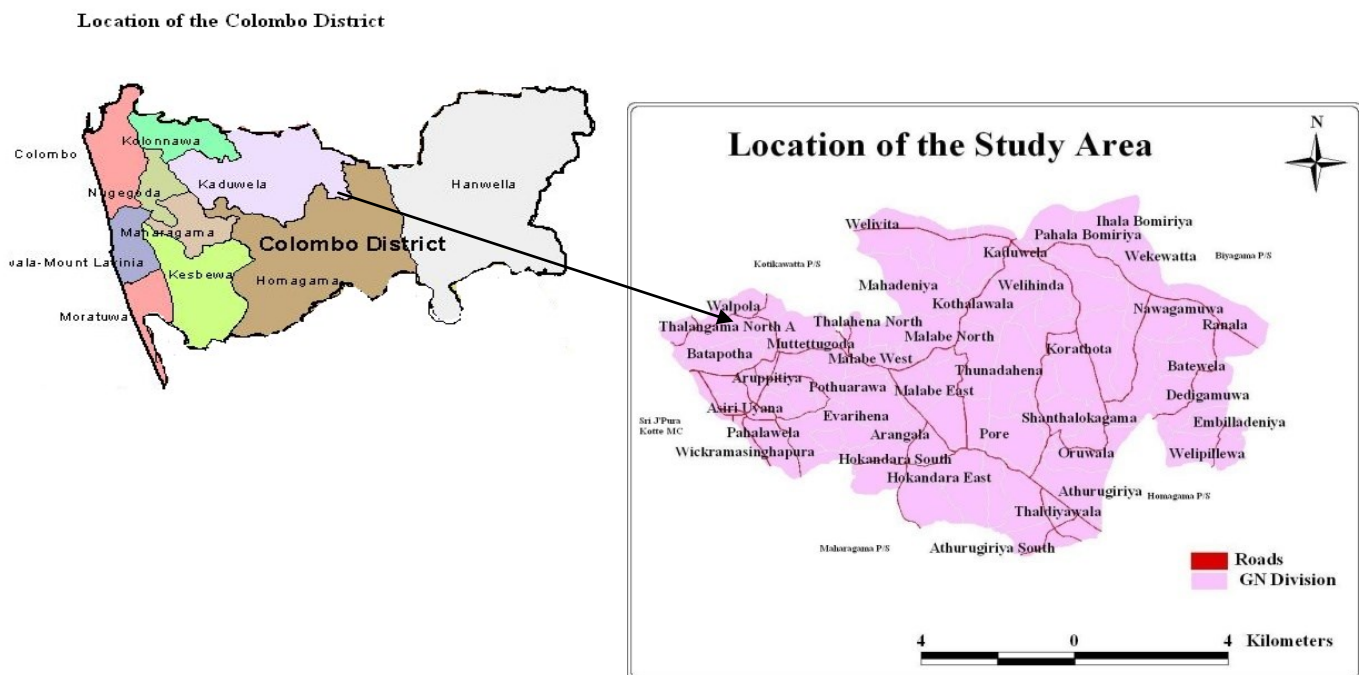 Location of the Colombo District
Kolonnawa
Colombo
Kaduwela
Hanwella
Nugegoda
Maharagama
Colombo District
wala-Mount Lavinia
Kesbewa
Homagama
Moratuwa
Location of the Study Area
N
Ihala Bomiriya
Welivita
Pahala Bomiriya
Kaduwela
Wekewatta
Biyagama P/S
Kotikawatta P/S
Mahadeniya
Welihinda
Kothalawala
Walpola
Nawagamuwa
Thalangama North A
Thalahena North
Ranala
Malabe North
Muttettugoda
Korathota
Batapotha
Malabe West
Thunadahena
Batewela
Aruppitiya
Pothuarawa
Malabe East
Dedigamuwa
Asiri Uyana
Evarihena
Shanthalokagama
Embilladeniya
Sri J'Pura
Kotte MC
Pahalawela
Arangala
Pore
Wickramasinghapura
Hokandara South
Oruwala
Welipillewa
Hokandara East
Athurugiriya
Homagama P/S
Thaldiyawala
Maharagama P/S
Athurugiriya South
Roads
GN Division
4 0 4 Kilometers